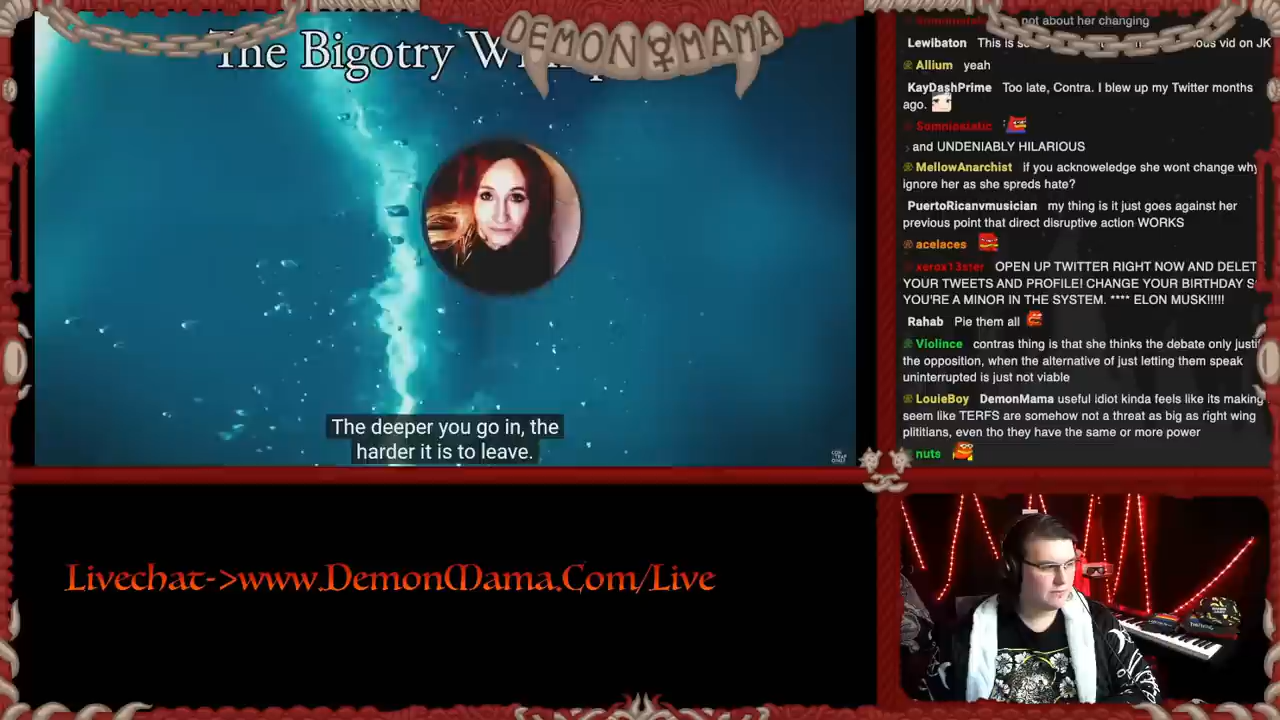 The Bigotry Wh
DEMON MAMA
The deeper you go in, the
harder it is to leave.
Livechat->www.DemonMama.Com/Live
not about her changing
Lewibaton This is
vid on JK
Allium yeah
KayDashPrime Too late, Contra. I blew up my Twitter months
ago.
and UNDENIABLY HILARIOUS
MellowAnarchist if you acknoweledge she wont change why
ignore her as she spreds hate?
PuertoRicanvmusician my thing is it just goes against her
previous point that direct disruptive action WORKS
acelaces
xerox13ster OPEN UP TWITTER RIGHT NOW AND DELET
YOUR TWEETS AND PROFILE! CHANGE YOUR BIRTHDAY S
YOU'RE A MINOR IN THE SYSTEM. **** ELON MUSK!!!!!
Rahab Pie them all
Violince contras thing is that she thinks the debate only justi
the opposition, when the alternative of just letting them speak
uninterrupted is just not viable
LouieBoy DemonMama useful idiot kinda feels like its making
seem like TERFS are somehow not a threat as big as right wing
plititians, even tho they have the same or more power
nuts